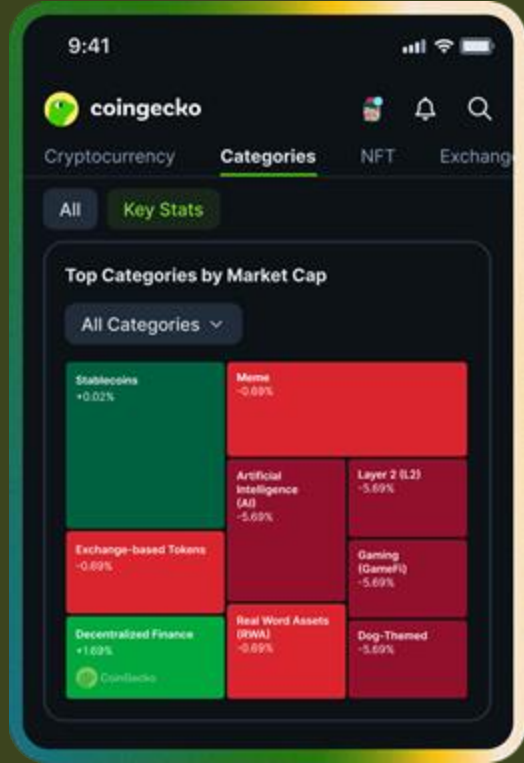 9:41
coingecko
Cryptocurrency Categories NFT Exchang
All Key Stats
Top Categories by Market Cap
All Categories
Stablecoins
+0.02%
Meme
-0.69%
Artificial
Intelligence
(AI)
-5.69%
Layer 2 (L2)
-5.69%
Exchange-based Tokens
-0.69%
Gaming
(GameFi)
-5.69%
Decentralized Finance
+1.69%
CoinGecko
Real Word Assets
(RWA)
-0.69%
Dog-Themed
-5.69%